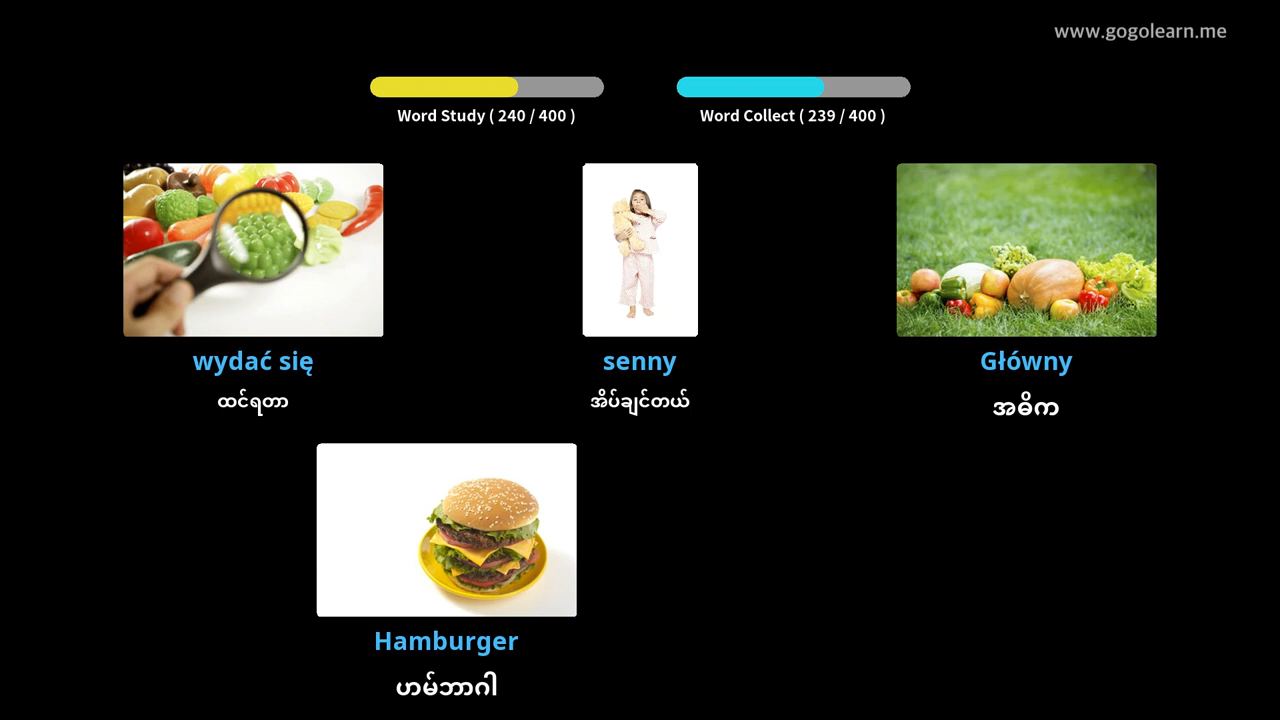 www.gogolearn.me
Word Study ( 240 / 400 )
Word Collect ( 239 / 400 )
wydać się
senny
Główny
ထင်ရတာ
အိပ်ချင်တယ်
အဓိက
Hamburger
ဟမ်ဘာဂါ